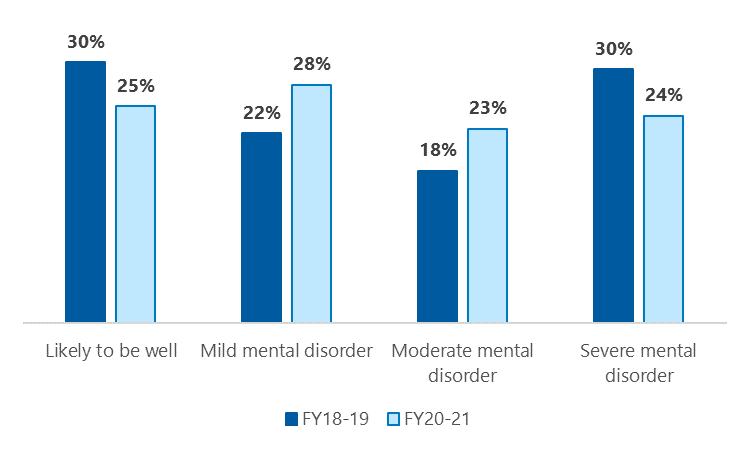 30%
25%
22%
28%
18%
23%
30%
24%
Likely to be well
Mild mental disorder
Moderate mental
disorder
Severe mental
disorder
FY18-19
FY20-21